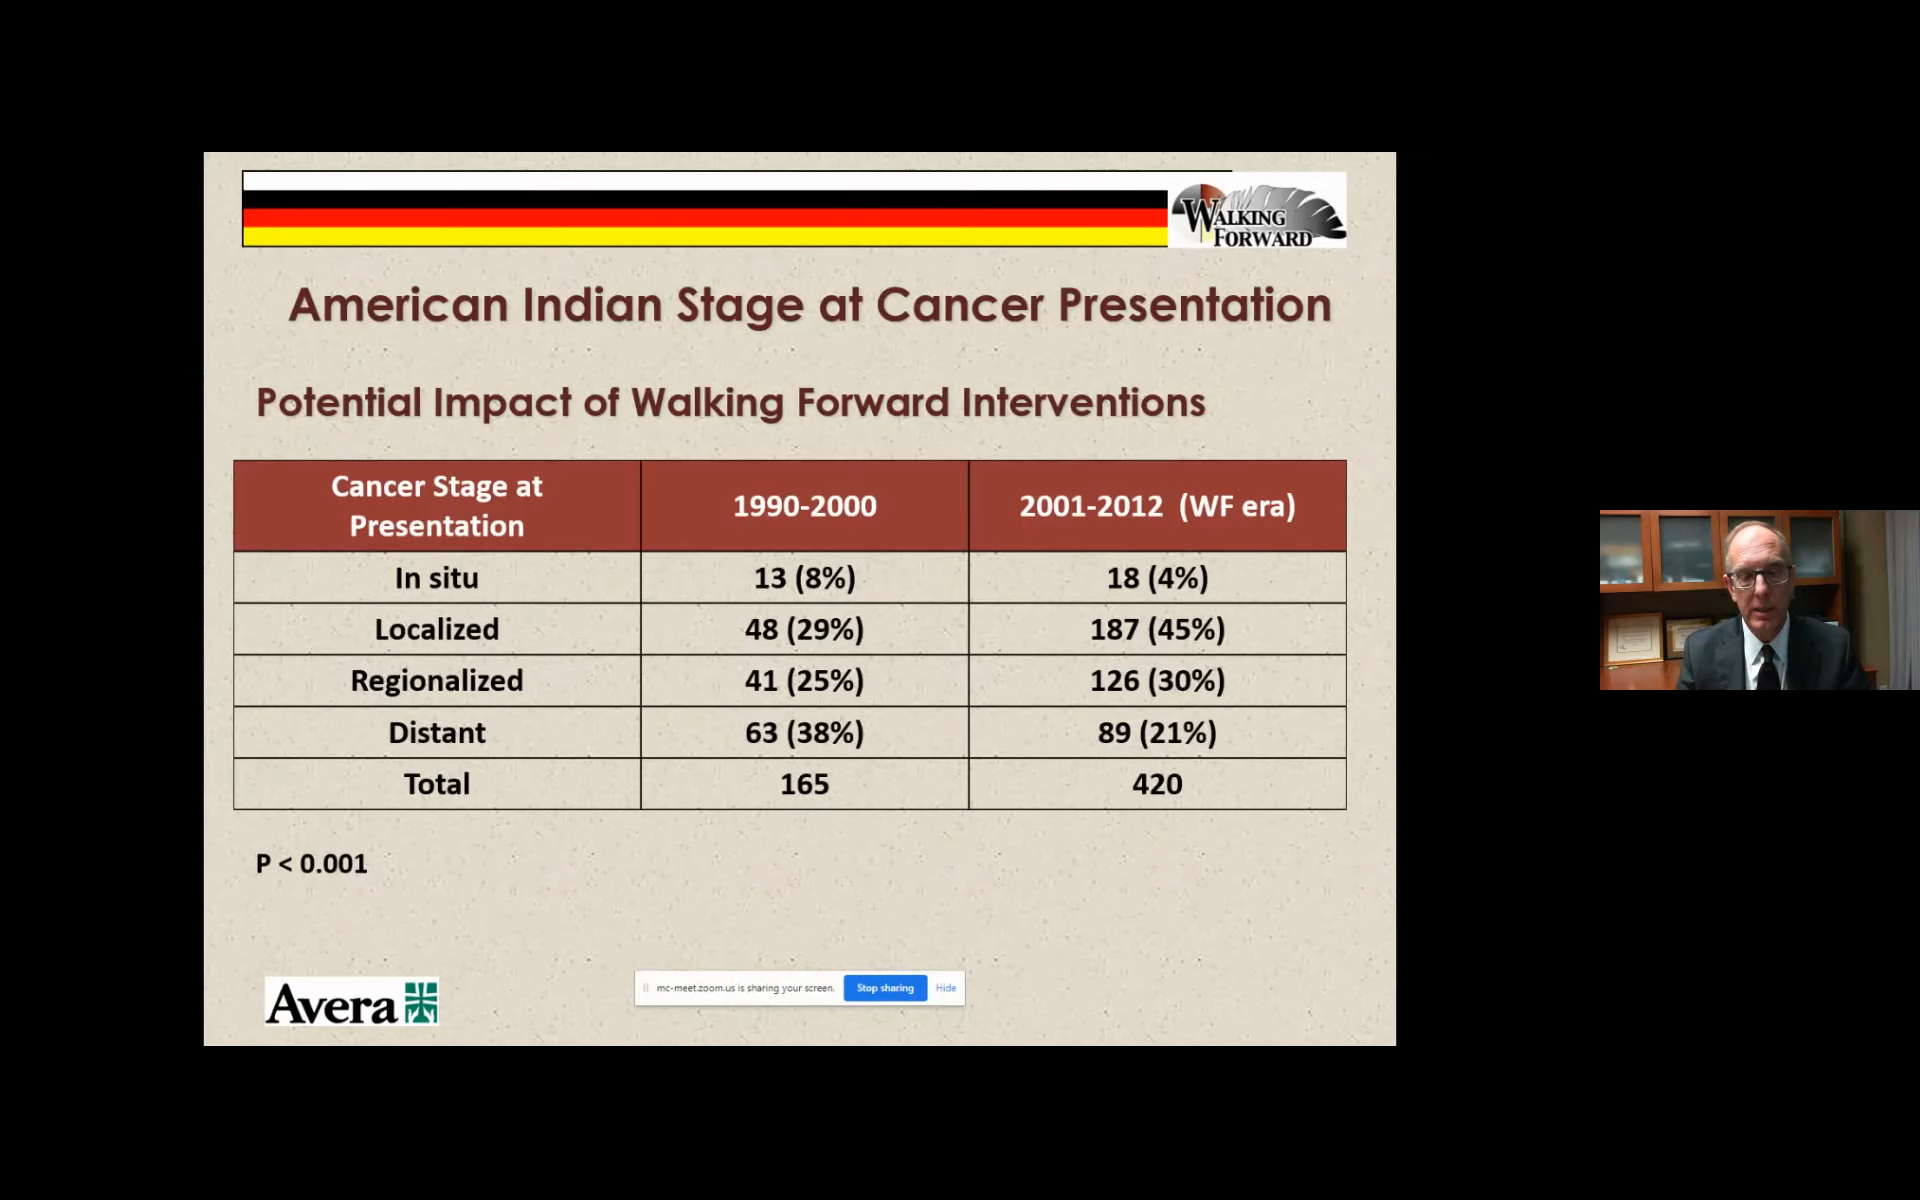 WALKING
FORWARD
American Indian Stage at Cancer Presentation
Potential Impact of Walking Forward Interventions
Cancer Stage at
Presentation
1990-2000
2001-2012 (WF era)
In situ
13 (8%)
18 (4%)
Localized
48 (29%)
187 (45%)
Regionalized
41 (25%)
126 (30%)
Distant
63 (38%)
89 (21%)
Total
165
420
P < 0.001
Avera
mc-meet.zoom.us is sharing your screen.
Stop sharing
Hide